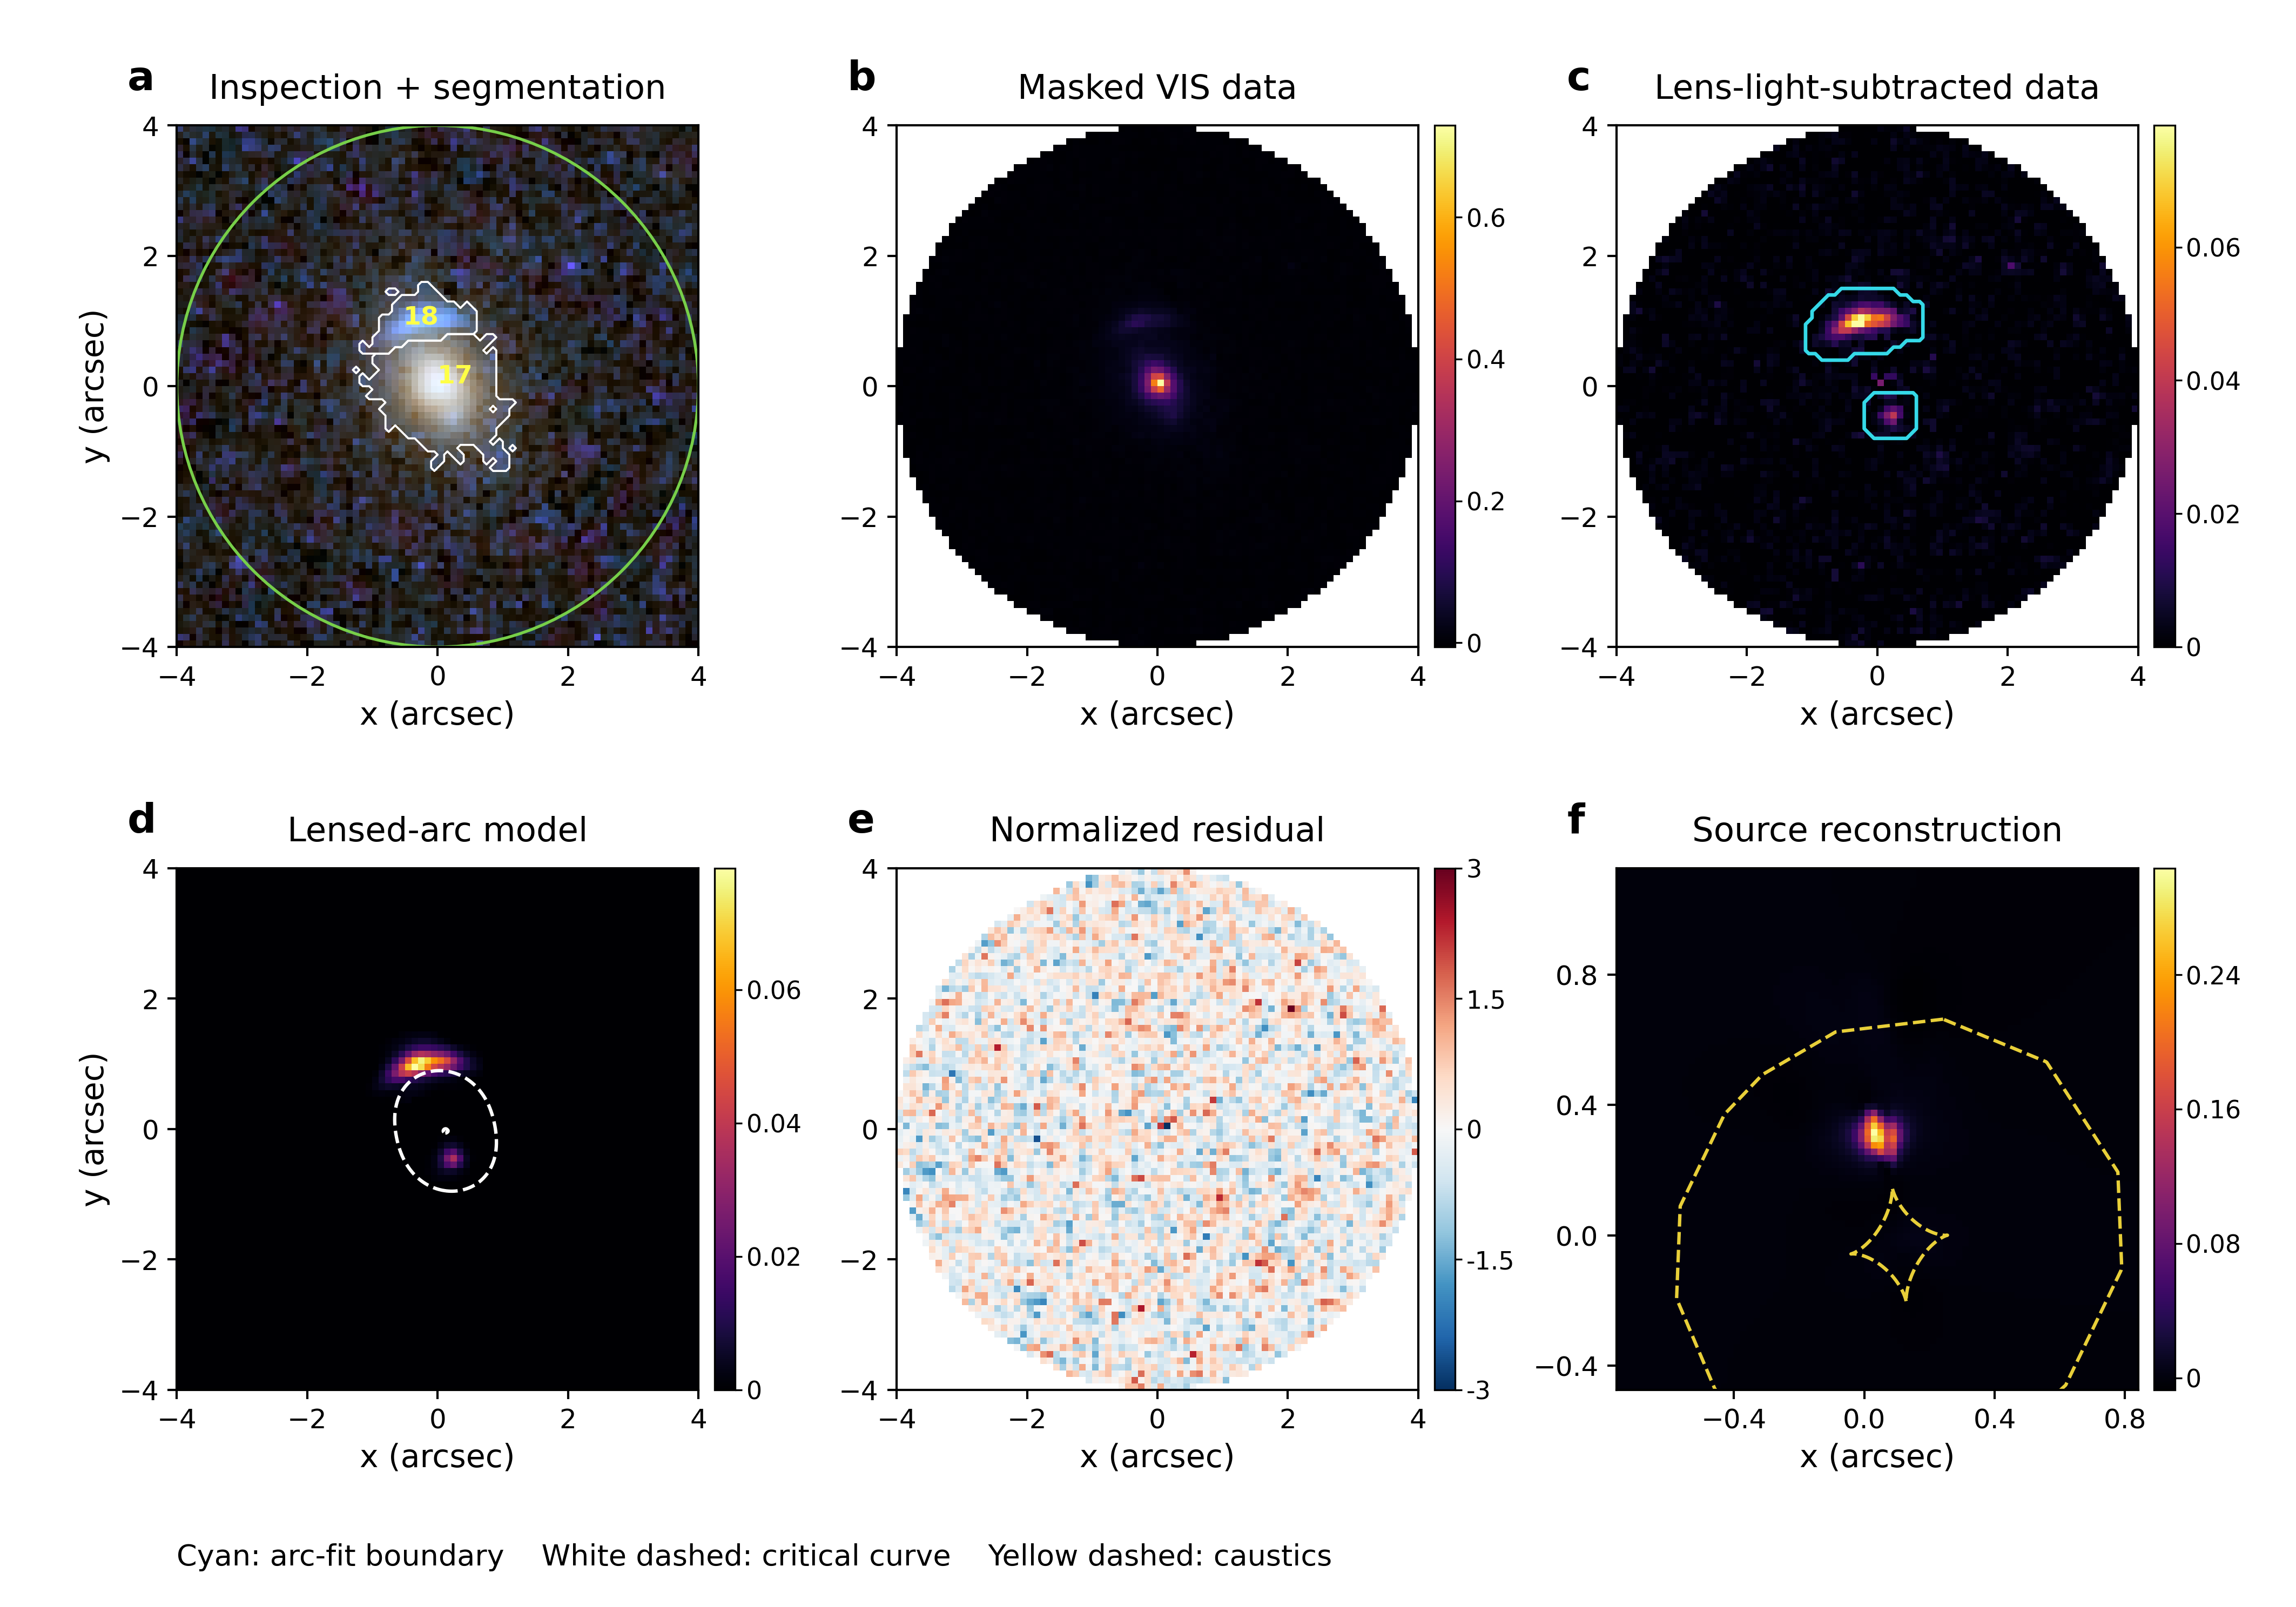 a Inspection + segmentation
4
2
0
−2
−4
−4 −2 0 2 4
x (arcsec)
y (arcsec)
18
17
b Masked VIS data
4
2
0
−2
−4
−4 −2 0 2 4
x (arcsec)
0.6
0.4
0.2
0
c Lens-light-subtracted data
4
2
0
−2
−4
−4 −2 0 2 4
x (arcsec)
0.06
0.04
0.02
0
d Lensed-arc model
4
2
0
−2
−4
−4 −2 0 2 4
x (arcsec)
y (arcsec)
0.06
0.04
0.02
0
e Normalized residual
4
2
0
−2
−4
−4 −2 0 2 4
x (arcsec)
3
1.5
0
-1.5
-3
f Source reconstruction
0.8
0.4
0.0
−0.4
−0.4 0.0 0.4 0.8
x (arcsec)
0.24
0.16
0.08
0
Cyan: arc-fit boundary White dashed: critical curve Yellow dashed: caustics